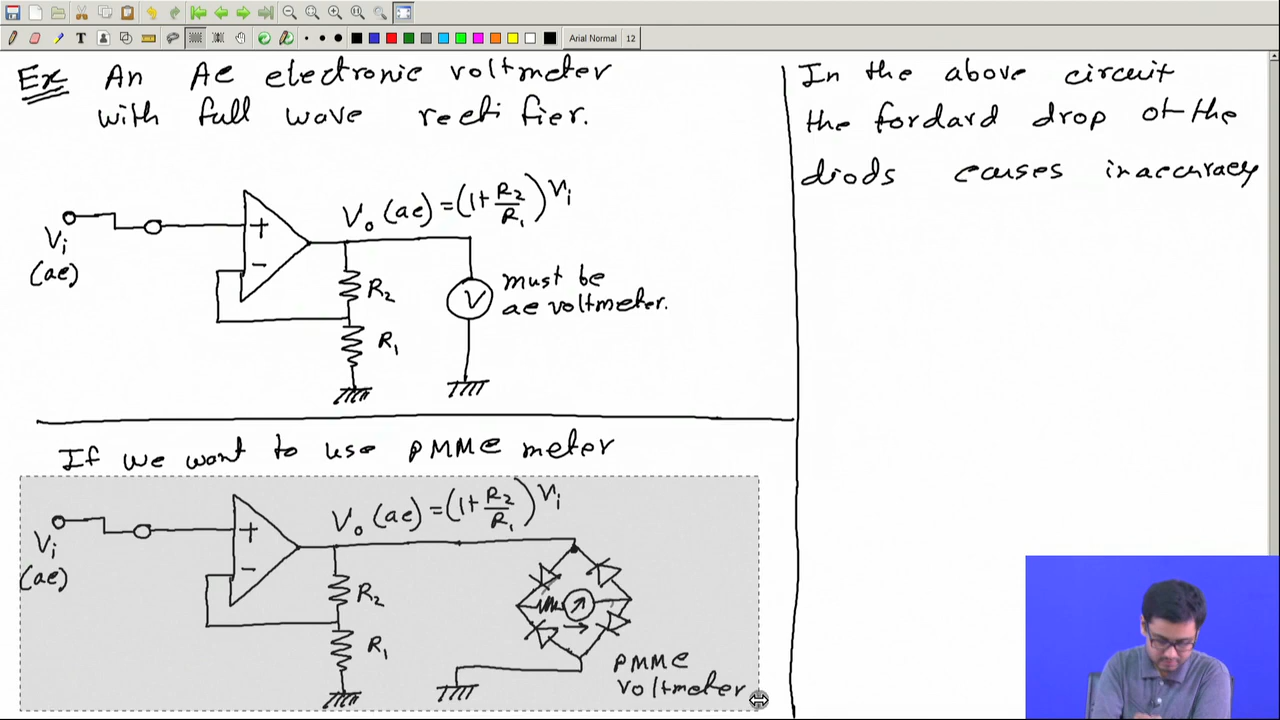 Arial Normal 12
Ex An Ac electronic voltmeter
with full wave rectifier.
Vo (ac) = (1+R2/R1) Vi
+
Vi
(ac)
-
R2
R1
V
must be
ac voltmeter.
If we want to use PMMC meter
Vo (ac) = (1+R2/R1) Vi
+
Vi
(ac)
-
R2
R1
PMMC
voltmeter
In the above circuit
the fordard drop of the
diods causes inaccuracy